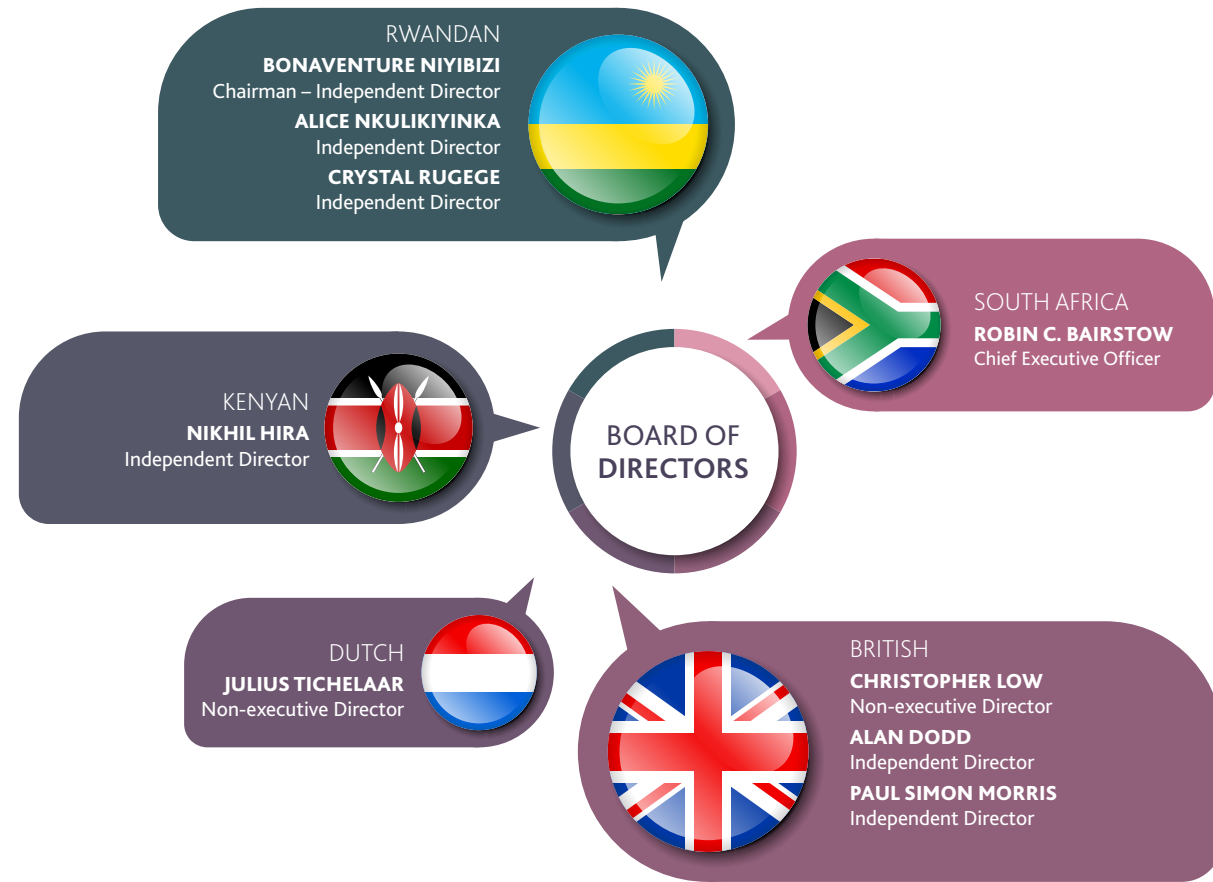 RWANDAN
BONAVENTURE NIYIBIZI
Chairman – Independent Director
ALICE NKULIKIYINKA
Independent Director
CRYSTAL RUGEGE
Independent Director
SOUTH AFRICA
ROBIN C. BAIRSTOW
Chief Executive Officer
KENYAN
NIKHIL HIRA
Independent Director
BOARD OF
DIRECTORS
DUTCH
JULIUS TICHELAAR
Non-executive Director
BRITISH
CHRISTOPHER LOW
Non-executive Director
ALAN DODD
Independent Director
PAUL SIMON MORRIS
Independent Director